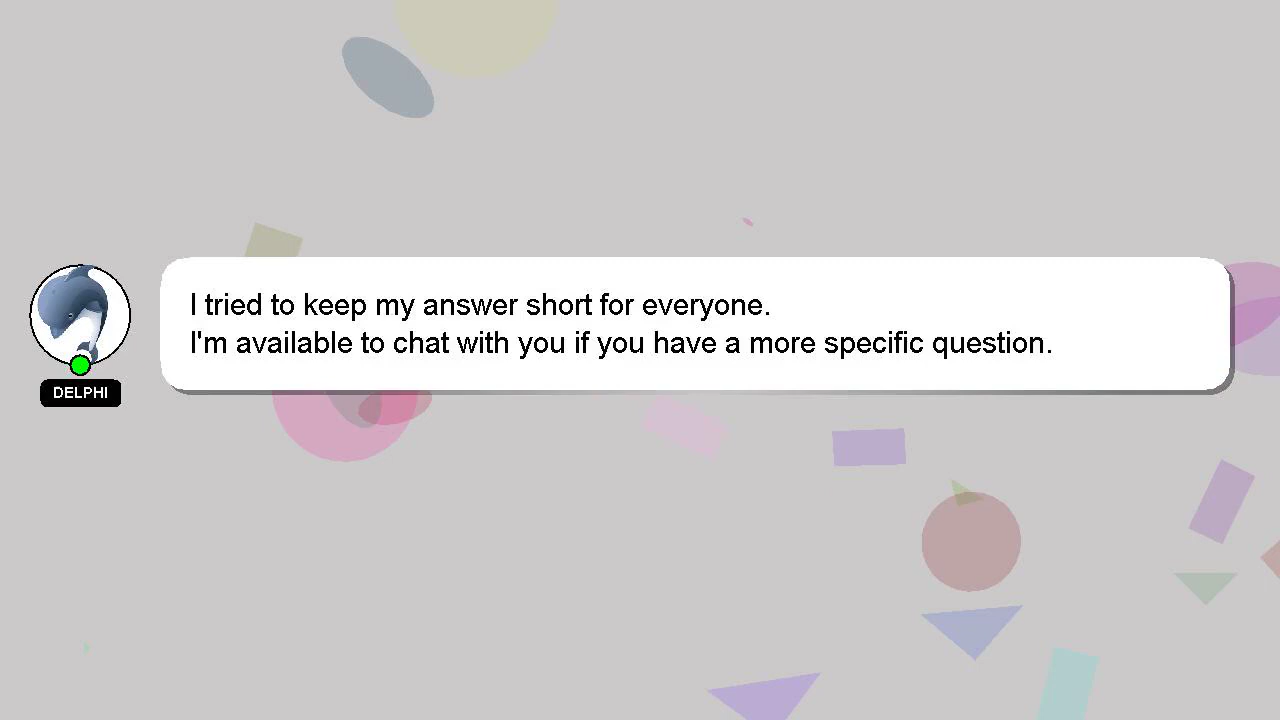 I tried to keep my answer short for everyone.
I'm available to chat with you if you have a more specific question.
DELPHI